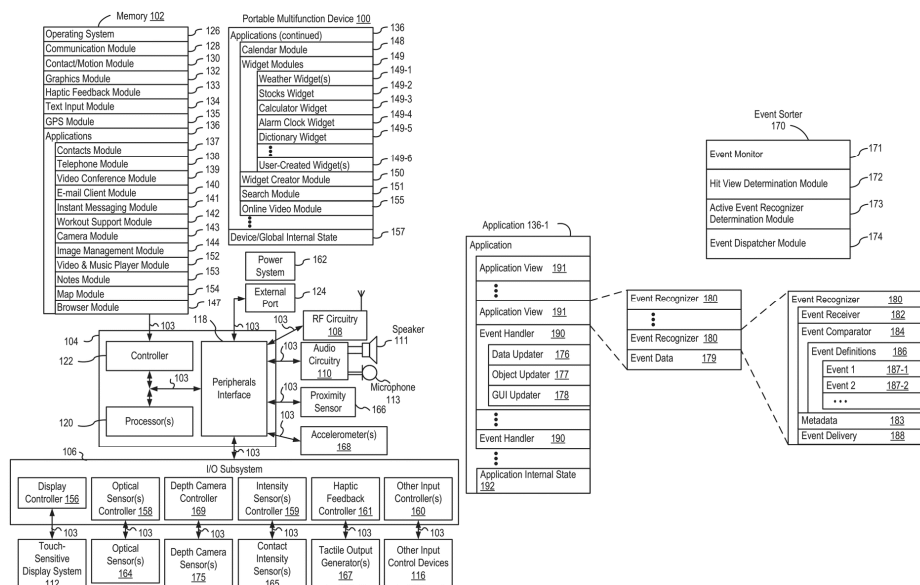 Memory 102
Operating System
126
Communication Module
128
Contact/Motion Module
130
Graphics Module
132
Haptic Feedback Module
133
Text Input Module
134
GPS Module
135
Applications
136
Contacts Module
137
Telephone Module
138
Video Conference Module
139
E-mail Client Module
140
Instant Messaging Module
141
Workout Support Module
142
Camera Module
143
Image Management Module
144
Video & Music Player Module
152
Notes Module
153
Map Module
154
Browser Module
147
Portable Multifunction Device 100
Applications (continued)
136
Calendar Module
148
Widget Modules
149
Weather Widget(s)
149-1
Stocks Widget
149-2
Calculator Widget
149-3
Alarm Clock Widget
149-4
Dictionary Widget
149-5
User-Created Widget(s)
149-6
Widget Creator Module
150
Search Module
151
Online Video Module
155
Device/Global Internal State
157
Power
System
162
External
Port
124
103
118
103
103
104
122
Controller
103
120
Processor(s)
Peripherals
Interface
RF Circuitry
108
103
Audio
Circuitry
110
Speaker
111
Microphone
113
103
Proximity
Sensor
166
103
Accelerometer(s)
168
103
106
I/O Subsystem
Display
Controller 156
Optical
Sensor(s)
Controller 158
Depth Camera
Controller
169
Intensity
Sensor(s)
Controller 159
Haptic
Feedback
Controller 161
Other Input
Controller(s)
160
103
103
103
103
103
103
Touch-
Sensitive
Display System
112
Optical
Sensor(s)
164
Depth Camera
Sensors
175
Contact
Intensity
Sensor(s)
165
Tactile Output
Generator(s)
167
Other Input
Control Devices
116
Application 136-1
Application
Application View 191
Application View 191
Event Handler 190
Data Updater 176
Object Updater 177
GUI Updater 178
Event Handler 190
Application Internal State
192
Event Sorter
170
Event Monitor
171
Hit View Determination Module
172
Active Event Recognizer
Determination Module
173
Event Dispatcher Module
174
Event Recognizer 180
Event Recognizer 180
Event Data 179
Event Recognizer 180
Event Receiver 182
Event Comparator 184
Event Definitions 186
Event 1 187-1
Event 2 187-2
Metadata 183
Event Delivery 188